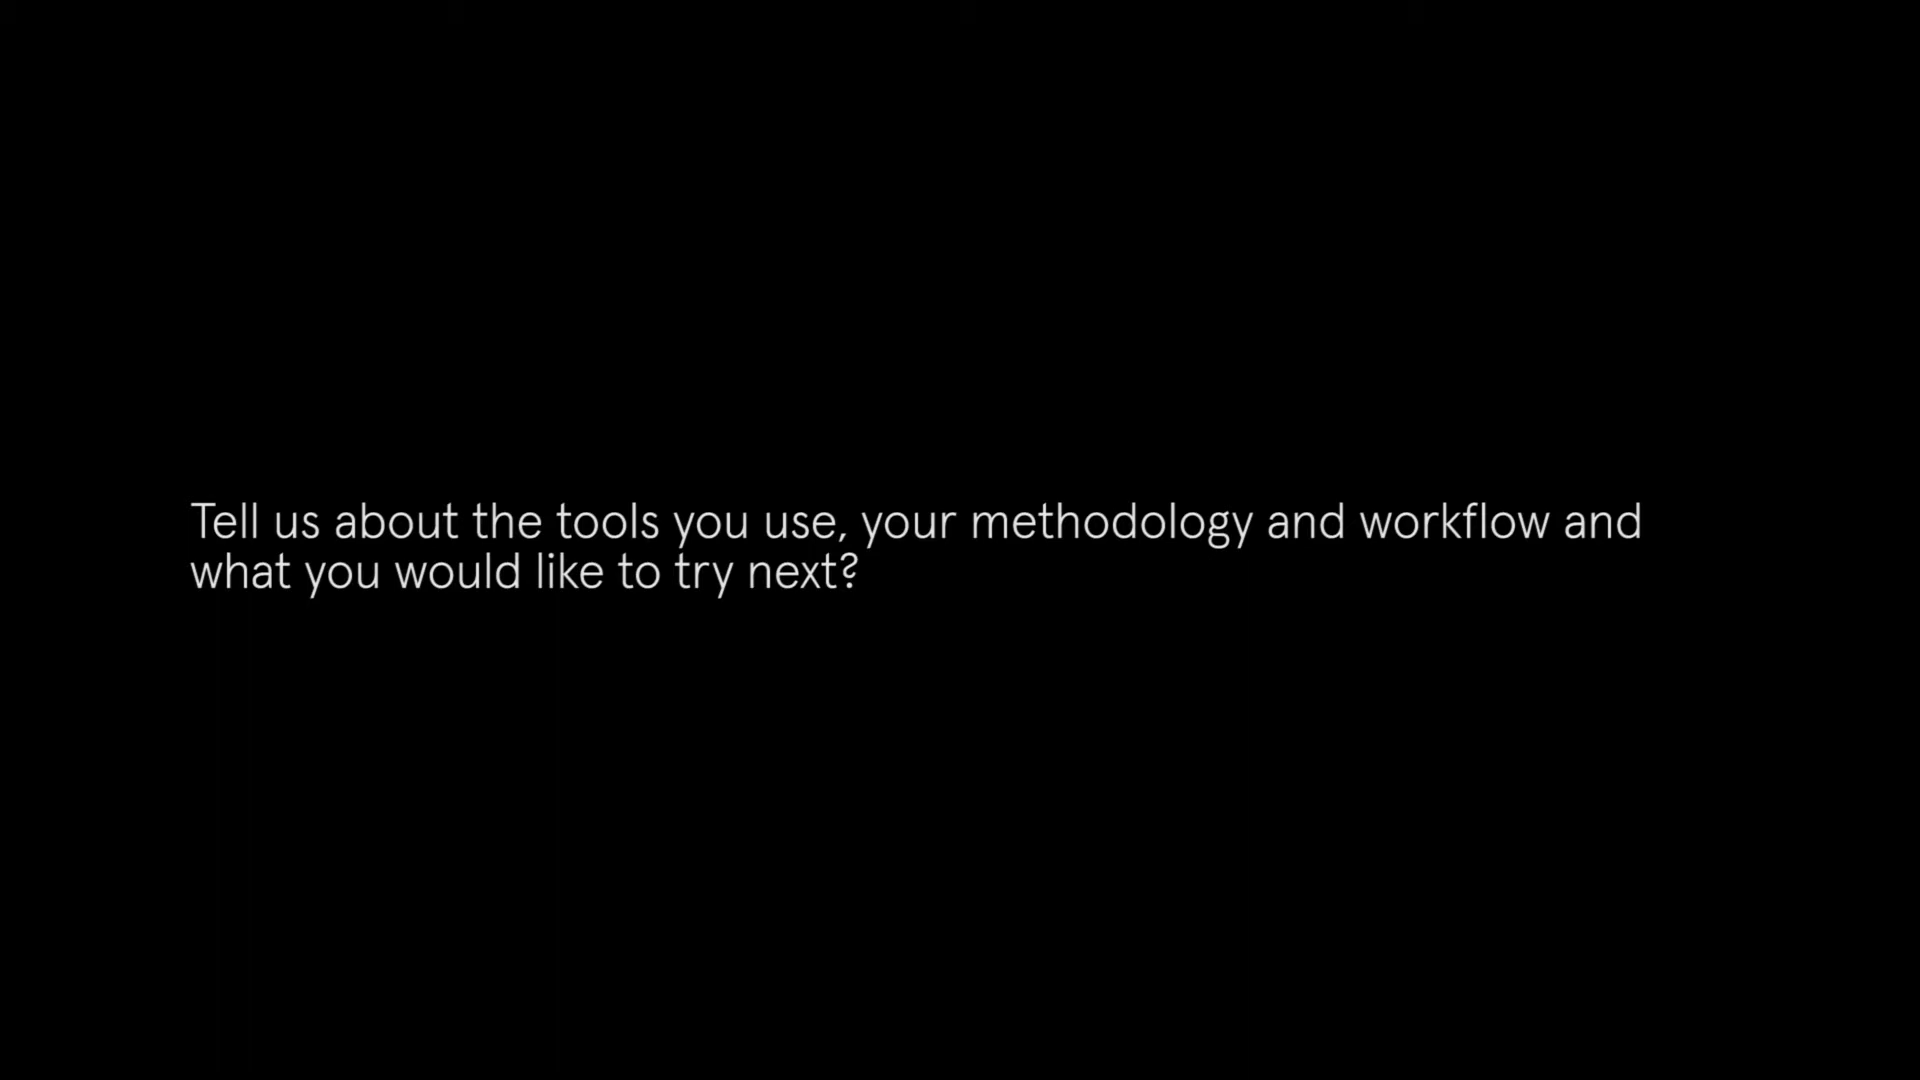 Tell us about the tools you use, your methodology and workflow and
what you would like to try next?